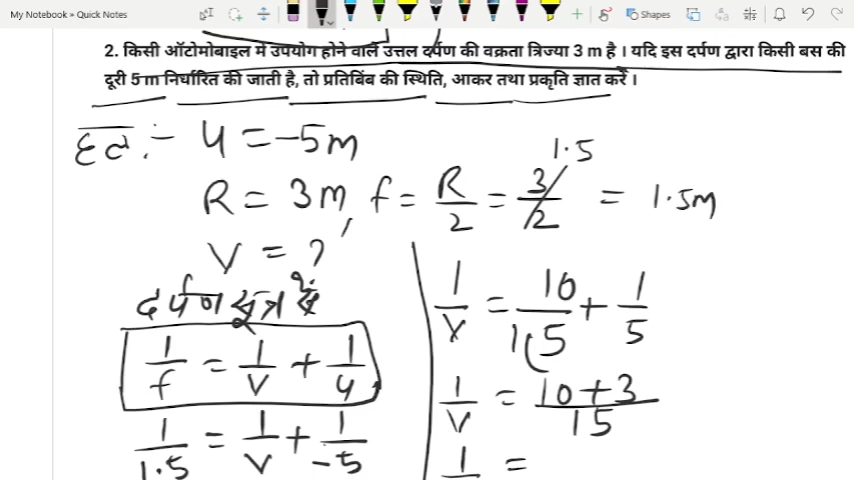 My Notebook » Quick Notes
Shapes
2. किसी ऑटोमोबाइल में उपयोग होने वाले उत्तल दर्पण की वक्रता त्रिज्या 3 m है। यदि इस दर्पण द्वारा किसी बस की
दूरी 5 m निर्धारित की जाती है, तो प्रतिबिंब की स्थिति, आकर तथा प्रकृति ज्ञात करें।
हल :- u = -5m
R = 3m, f = R/2 = 3/2 = 1.5m
1.5
V = ?
दर्पण सूत्र से
1/f = 1/v + 1/u
1/1.5 = 1/v + 1/-5
1/v = 10/15 + 1/5
1/v = 10+3/15
1 =